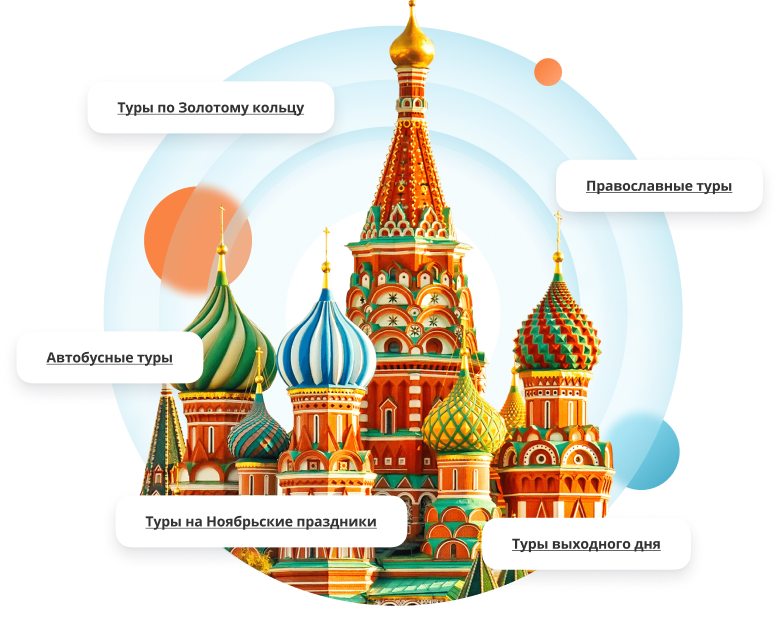 Туры по Золотому кольцу
Православные туры
Автобусные туры
Туры на Ноябрьские праздники
Туры выходного дня